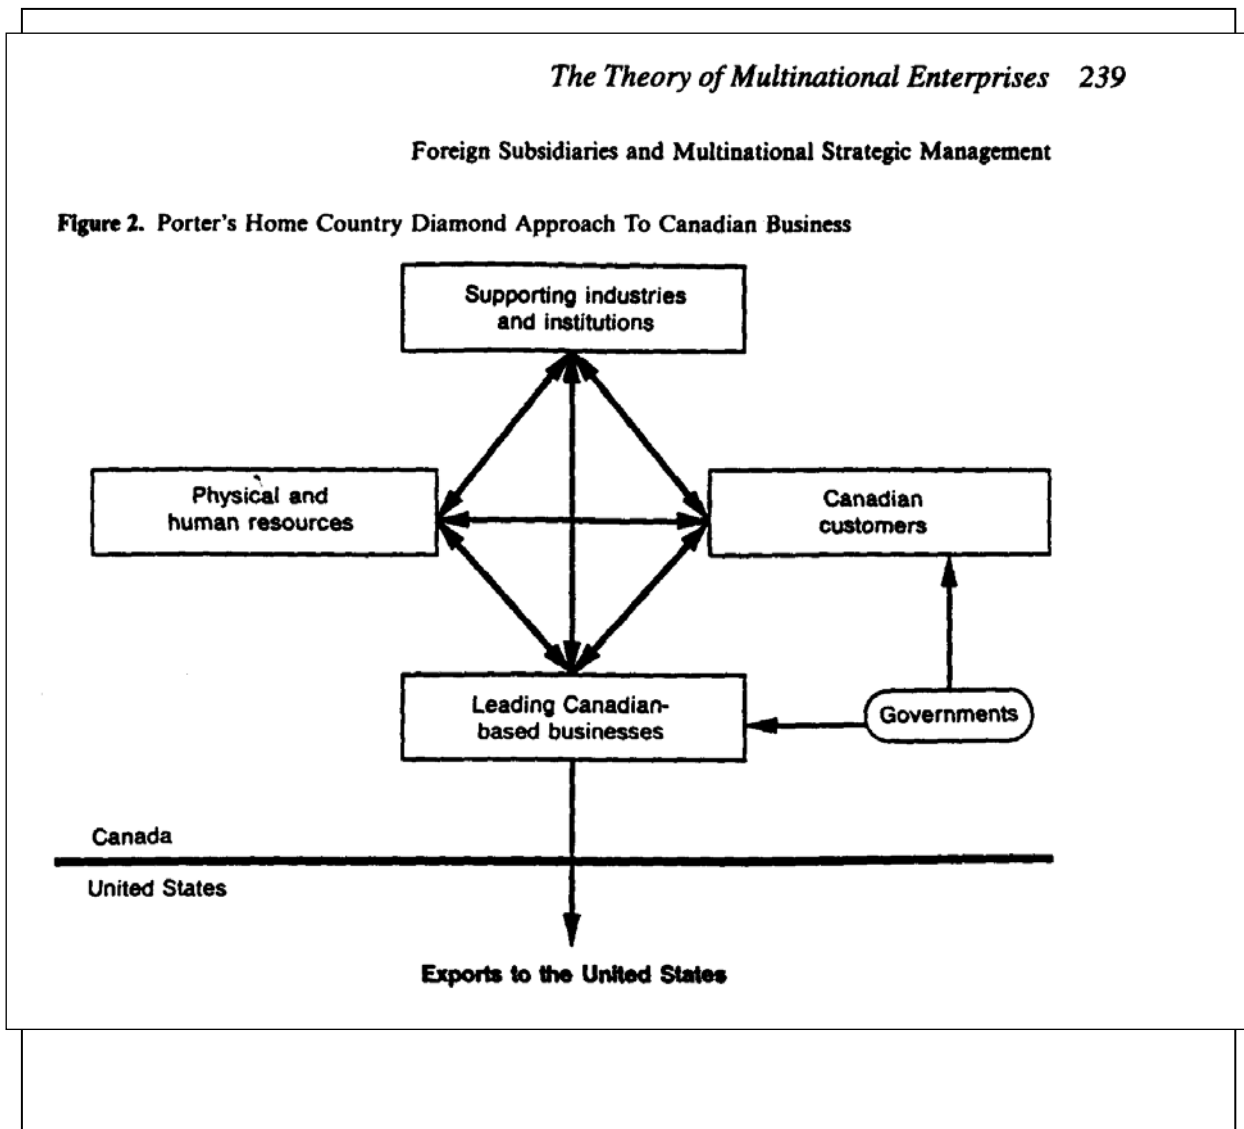 The Theory of Multinational Enterprises 239
Foreign Subsidiaries and Multinational Strategic Management
Figure 2. Porter's Home Country Diamond Approach To Canadian Business
Supporting industries
and institutions
Physical and
human resources
Canadian
customers
Leading Canadian-
based businesses
Governments
Canada
United States
Exports to the United States